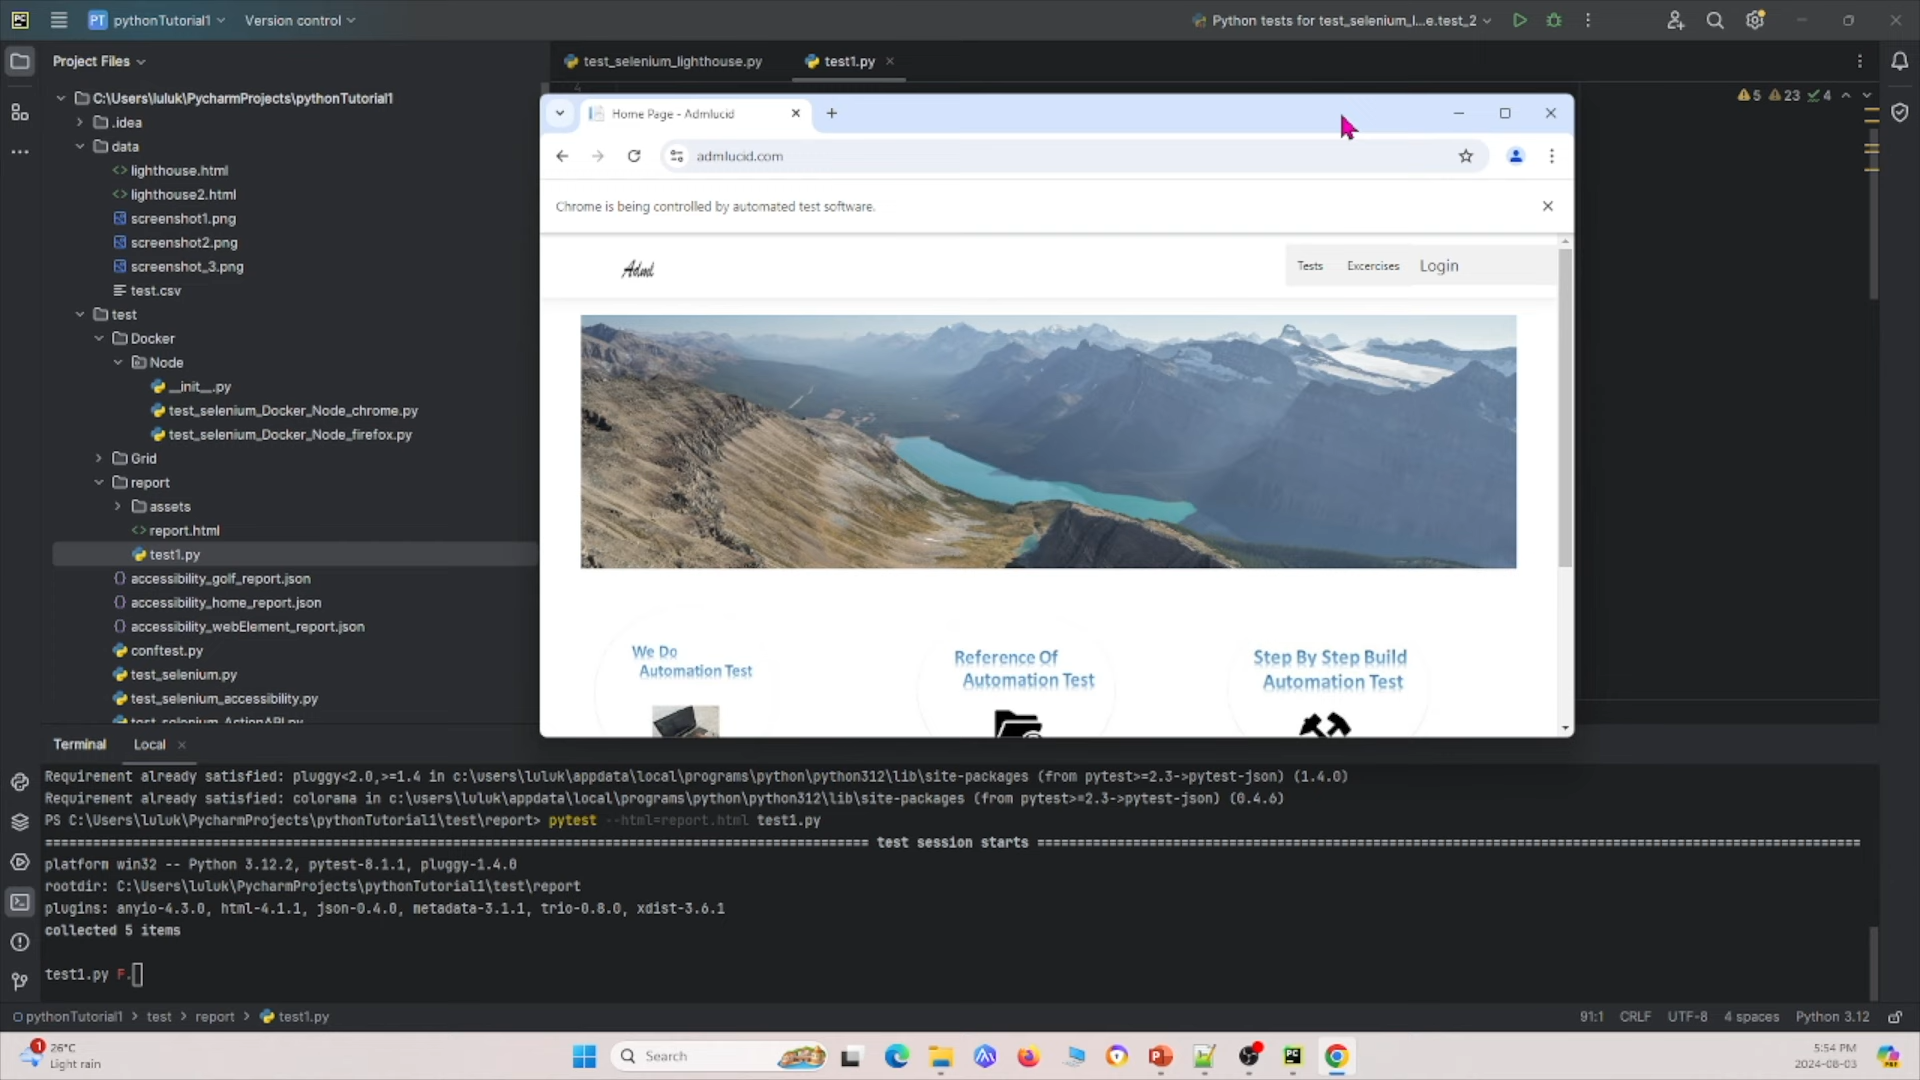 PC
PT pythonTutorial1
Version control
Python tests for test_selenium_l...e.test_2
Project Files
test_selenium_lighthouse.py
test1.py
4
5 23 4
C:\Users\luluk\PycharmProjects\pythonTutorial1
.idea
data
lighthouse.html
lighthouse2.html
screenshot1.png
screenshot2.png
screenshot_3.png
test.csv
test
Docker
Node
__init__.py
test_selenium_Docker_Node_chrome.py
test_selenium_Docker_Node_firefox.py
Grid
report
assets
report.html
test1.py
accessibility_golf_report.json
accessibility_home_report.json
accessibility_webElement_report.json
conftest.py
test_selenium.py
test_selenium_accessibility.py
test_selenium_ActionAPI.py
Home Page - Admlucid
admlucid.com
Chrome is being controlled by automated test software.
Adml
Tests Excercises Login
We Do
Automation Test
Reference Of
Automation Test
Step By Step Build
Automation Test
Terminal Local
Requirement already satisfied: pluggy<2.0,>=1.4 in c:\users\luluk\appdata\local\programs\python\python312\lib\site-packages (from pytest>=2.3->pytest-json) (1.4.0)
Requirement already satisfied: colorama in c:\users\luluk\appdata\local\programs\python\python312\lib\site-packages (from pytest>=2.3->pytest-json) (0.4.6)
PS C:\Users\luluk\PycharmProjects\pythonTutorial1\test\report> pytest --html=report.html test1.py
test session starts
platform win32 -- Python 3.12.2, pytest-8.1.1, pluggy-1.4.0
rootdir: C:\Users\luluk\PycharmProjects\pythonTutorial1\test\report
plugins: anyio-4.3.0, html-4.1.1, json-0.4.0, metadata-3.1.1, trio-0.8.0, xdist-3.6.1
collected 5 items
test1.py F.
pythonTutorial1 > test > report > test1.py
91:1 CRLF UTF-8 4 spaces Python 3.12
1
26°C
Light rain
Search
5:54 PM
2024-08-03